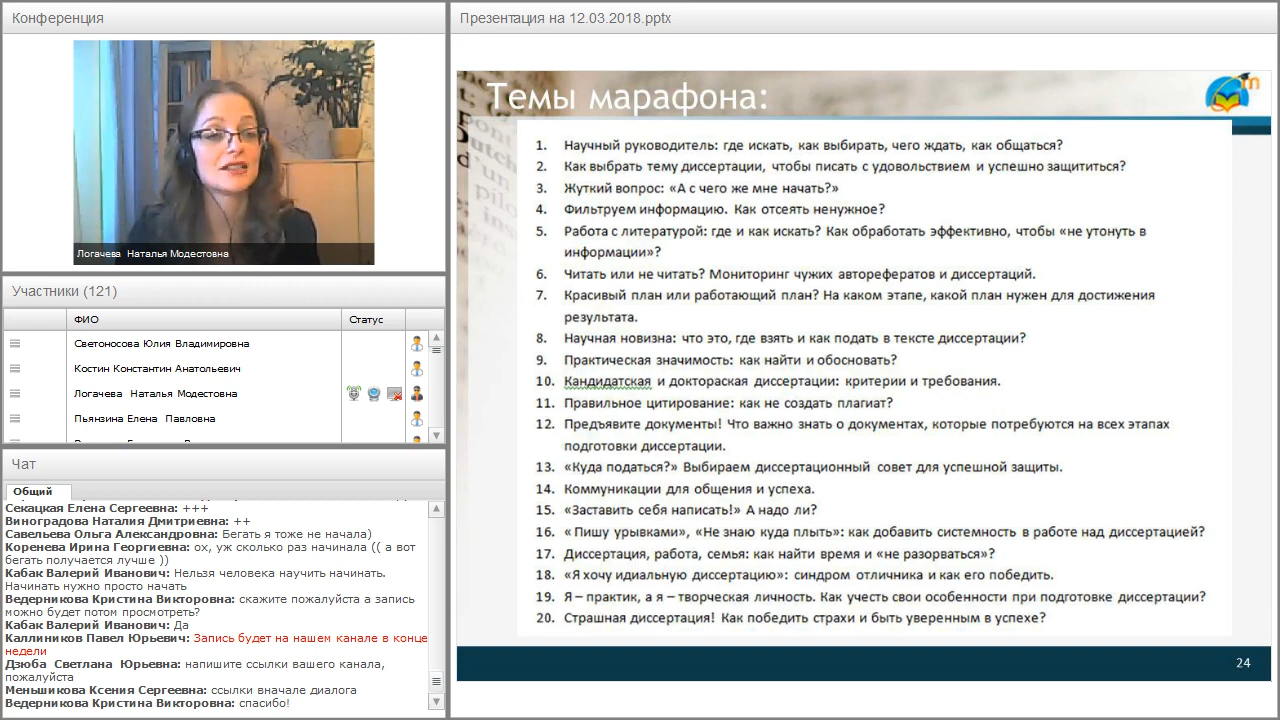 Конференция
Логачева Наталья Модестовна
Участники (121)
ФИО
Статус
Светоносова Юлия Владимировна
Костин Константин Анатольевич
Логачева Наталья Модестовна
Пьянзина Елена Павловна
Чат
Общий
Секацкая Елена Сергеевна: +++
Виноградова Наталия Дмитриевна: ++
Савельева Ольга Александровна: Бегать я тоже не начала)
Коренева Ирина Георгиевна: ох, уж сколько раз начинала (( а вот
бегать получается лучше ))
Кабак Валерий Иванович: Нельзя человека научить начинать.
Начинать нужно просто начать
Ведерникова Кристина Викторовна: скажите пожалуйста а запись
можно будет потом просмотреть?
Кабак Валерий Иванович: Да
Каллиников Павел Юрьевич: Запись будет на нашем канале в конце
недели
Дзюба Светлана Юрьевна: напишите ссылки вашего канала,
пожалуйста
Меньшикова Ксения Сергеевна: ссылки вначале диалога
Ведерникова Кристина Викторовна: спасибо!
Презентация на 12.03.2018.pptx
Темы марафона:
1. Научный руководитель: где искать, как выбирать, чего ждать, как общаться?
2. Как выбрать тему диссертации, чтобы писать с удовольствием и успешно защититься?
3. Жуткий вопрос: «А с чего же мне начать?»
4. Фильтруем информацию. Как отсеять ненужное?
5. Работа с литературой: где и как искать? Как обработать эффективно, чтобы «не утонуть в
информации»?
6. Читать или не читать? Мониторинг чужих авторефератов и диссертаций.
7. Красивый план или работающий план? На каком этапе, какой план нужен для достижения
результата.
8. Научная новизна: что это, где взять и как подать в тексте диссертации?
9. Практическая значимость: как найти и обосновать?
10. Кандидатская и доктораская диссертации: критерии и требования.
11. Правильное цитирование: как не создать плагиат?
12. Предъявите документы! Что важно знать о документах, которые потребуются на всех этапах
подготовки диссертации.
13. «Куда податься?» Выбираем диссертационный совет для успешной защиты.
14. Коммуникации для общения и успеха.
15. «Заставить себя написать!» А надо ли?
16. « Пишу урывками», «Не знаю куда плыть»: как добавить системность в работе над диссертацией?
17. Диссертация, работа, семья: как найти время и «не разорваться»?
18. «Я хочу идиальную диссертацию»: синдром отличника и как его победить.
19. Я – практик, а я – творческая личность. Как учесть свои особенности при подготовке диссертации?
20. Страшная диссертация! Как победить страхи и быть уверенным в успехе?
24